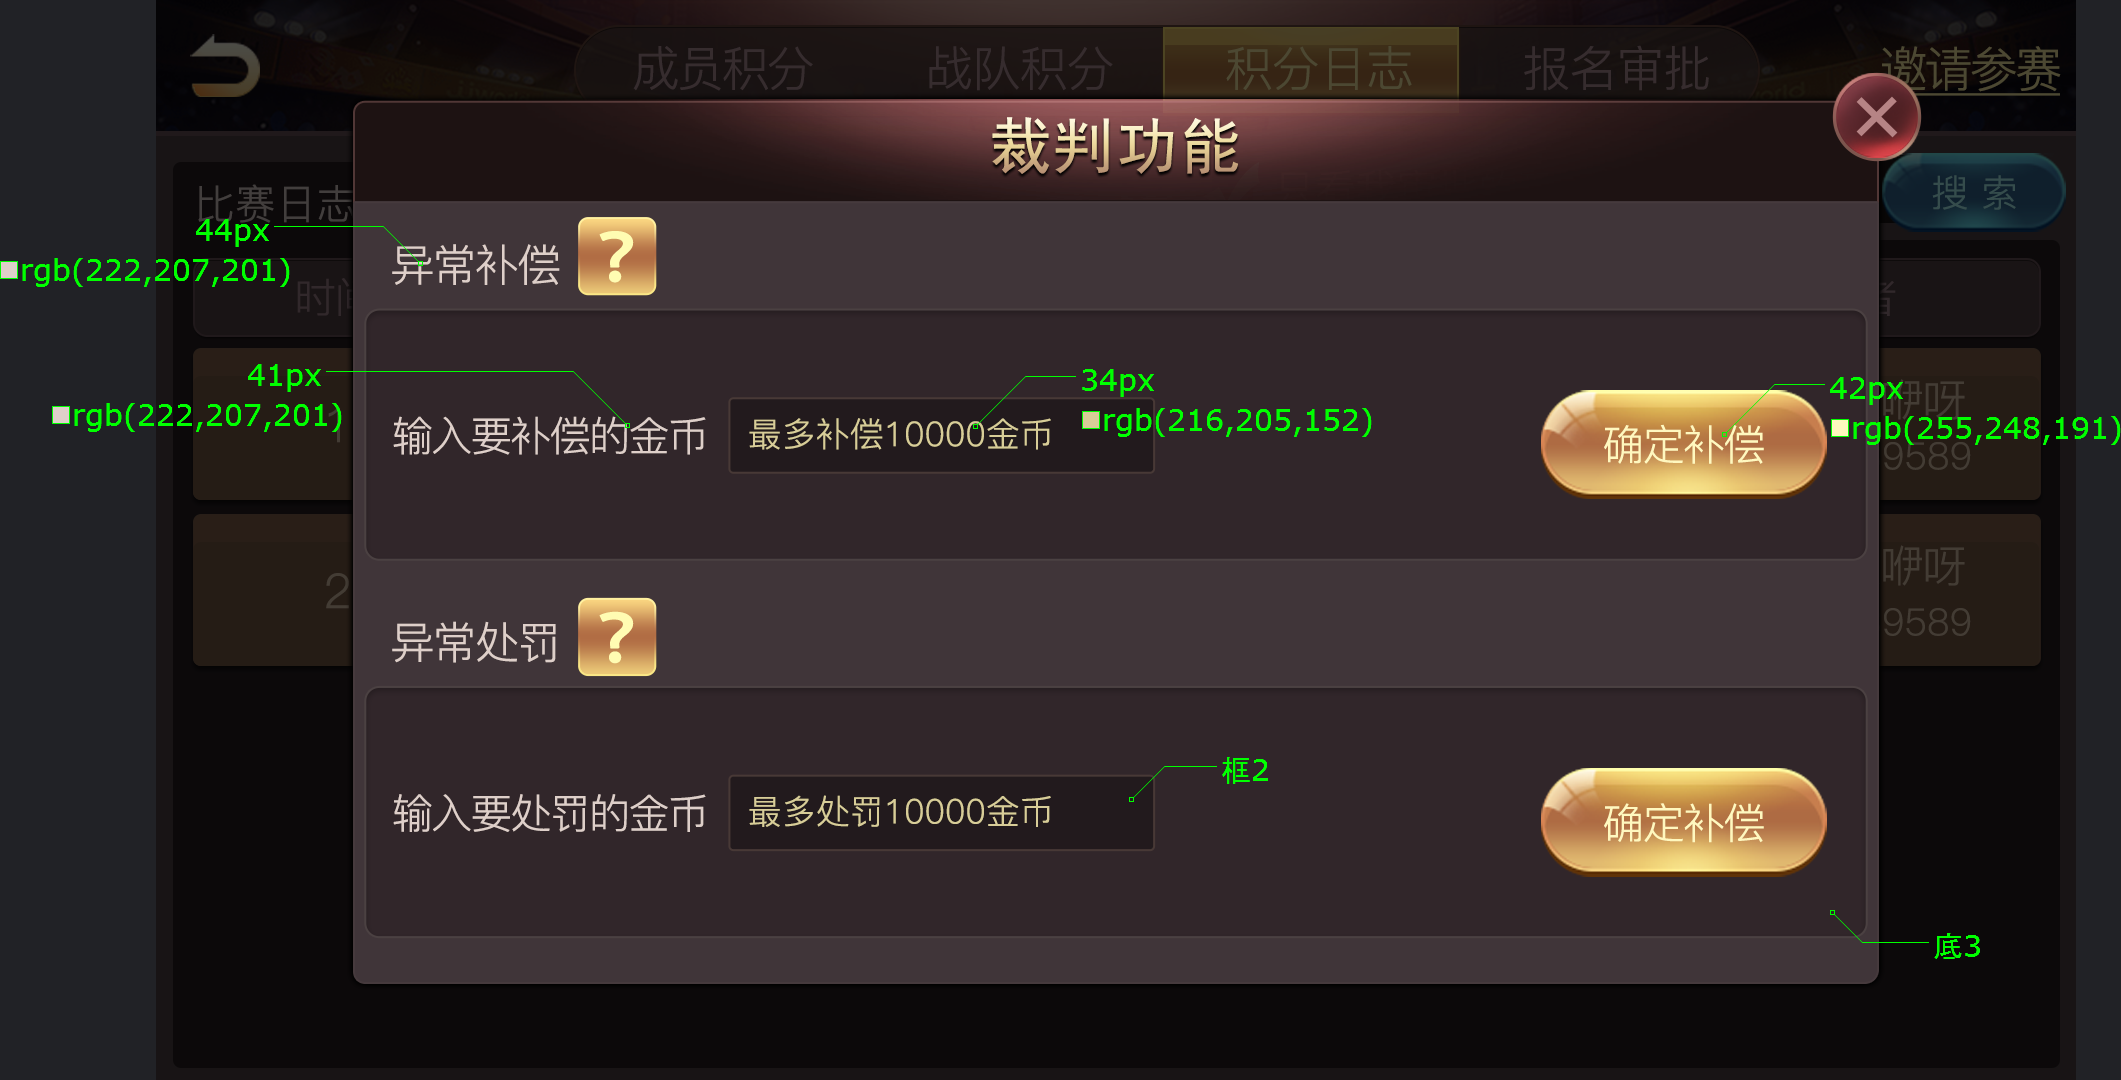 成员积分 战队积分 积分日志 报名审批 邀请参赛
裁判功能
比赛日志 搜 索
44px
rgb(222,207,201)
异常补偿 ?
时间 者
41px
rgb(222,207,201)
34px
rgb(216,205,152)
42px
rgb(255,248,191)
输入要补偿的金币 最多补偿10000金币 确定补偿
咿呀
9589
异常处罚 ?
2
咿呀
9589
框2
输入要处罚的金币 最多处罚10000金币 确定补偿
底3